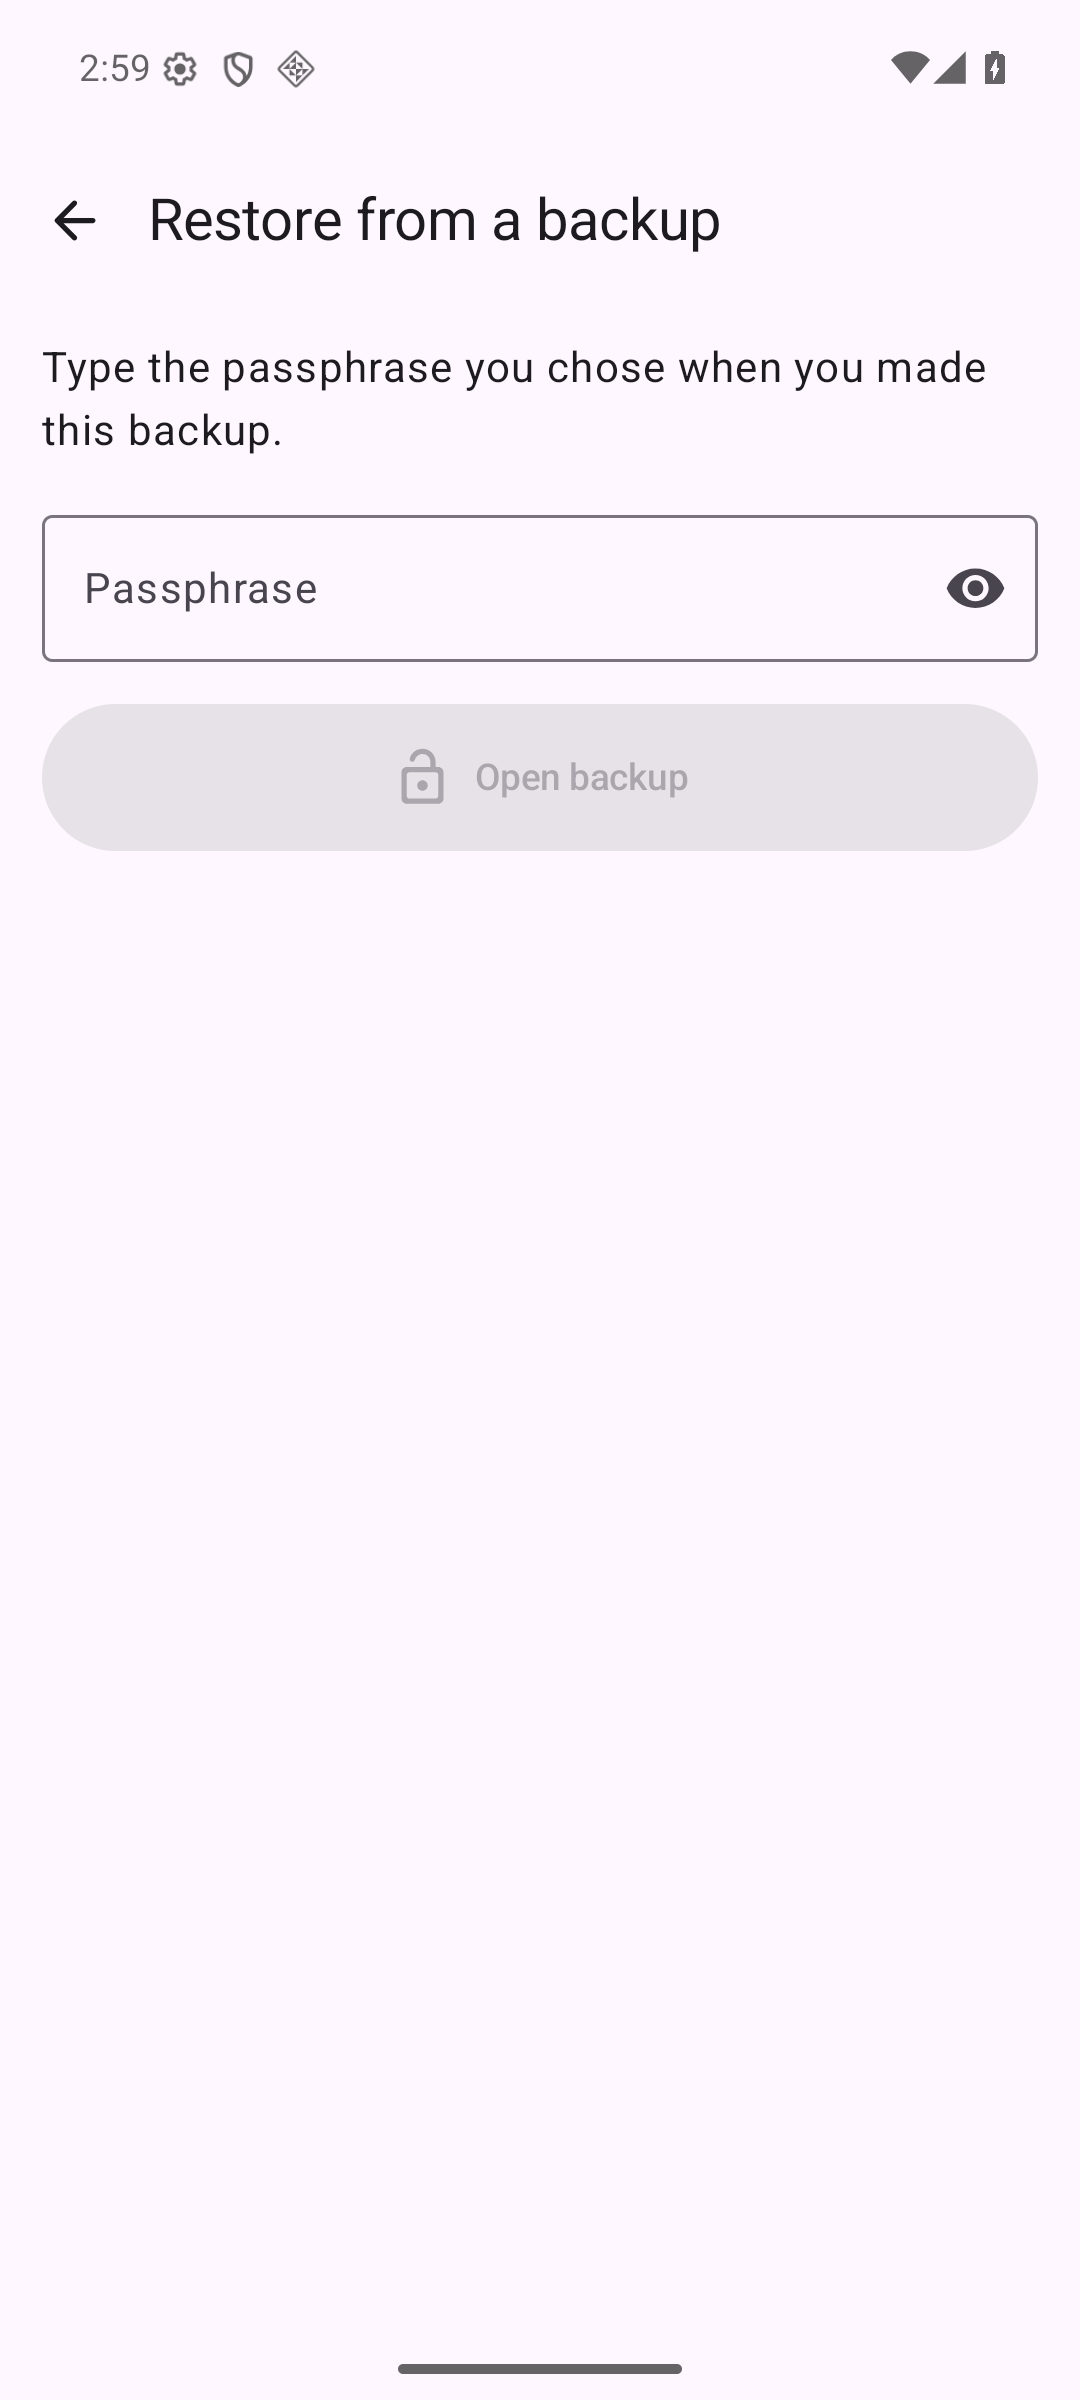 2:59
Restore from a backup
Type the passphrase you chose when you made
this backup.
Passphrase
Open backup